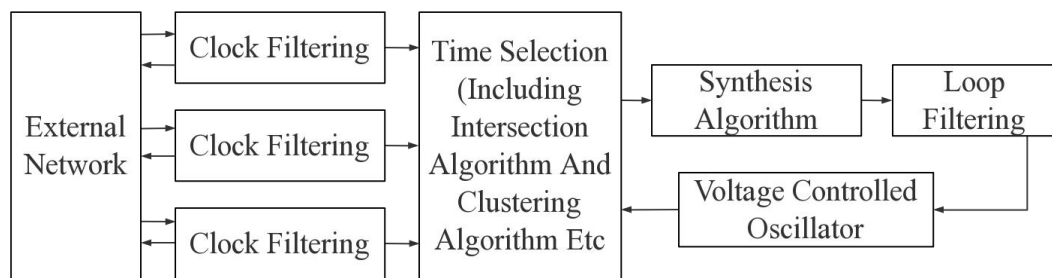 External
Network
Clock Filtering
Clock Filtering
Clock Filtering
Time Selection
(Including
Intersection
Algorithm And
Clustering
Algorithm Etc
Synthesis
Algorithm
Loop
Filtering
Voltage Controlled
Oscillator